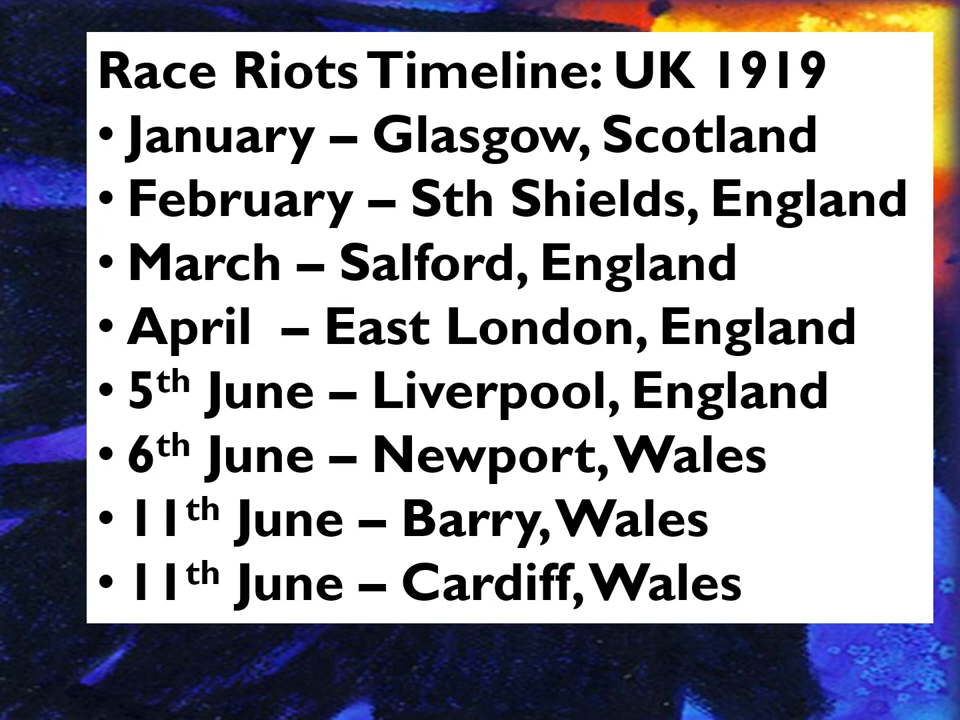 Race Riots Timeline: UK 1919
• January – Glasgow, Scotland
• February – Sth Shields, England
• March – Salford, England
• April – East London, England
• 5th June – Liverpool, England
• 6th June – Newport, Wales
• 11th June – Barry, Wales
• 11th June – Cardiff, Wales